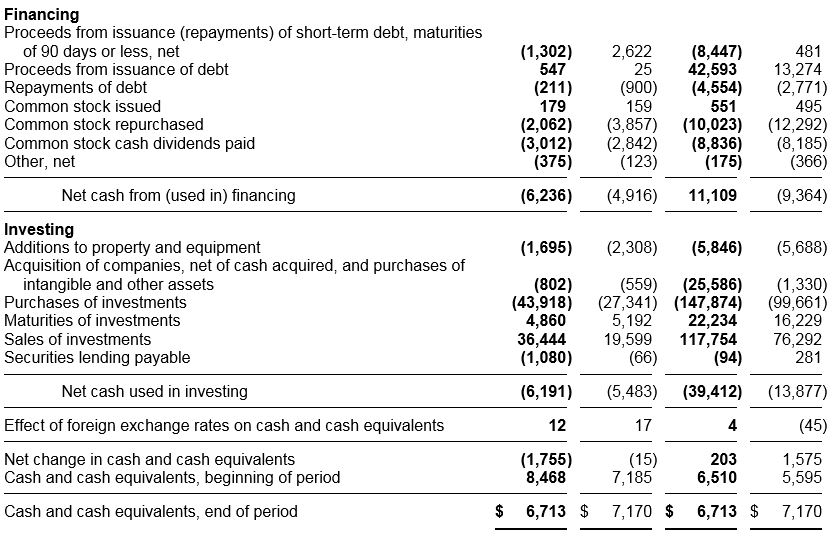 Financing
Proceeds from issuance (repayments) of short-term debt, maturities
of 90 days or less, net (1,302) 2,622 (8,447) 481
Proceeds from issuance of debt 547 25 42,593 13,274
Repayments of debt (211) (900) (4,554) (2,771)
Common stock issued 179 159 551 495
Common stock repurchased (2,062) (3,857) (10,023) (12,292)
Common stock cash dividends paid (3,012) (2,842) (8,836) (8,185)
Other, net (375) (123) (175) (366)
Net cash from (used in) financing (6,236) (4,916) 11,109 (9,364)
Investing
Additions to property and equipment (1,695) (2,308) (5,846) (5,688)
Acquisition of companies, net of cash acquired, and purchases of
intangible and other assets (802) (559) (25,586) (1,330)
Purchases of investments (43,918) (27,341) (147,874) (99,661)
Maturities of investments 4,860 5,192 22,234 16,229
Sales of investments 36,444 19,599 117,754 76,292
Securities lending payable (1,080) (66) (94) 281
Net cash used in investing (6,191) (5,483) (39,412) (13,877)
Effect of foreign exchange rates on cash and cash equivalents 12 17 4 (45)
Net change in cash and cash equivalents (1,755) (15) 203 1,575
Cash and cash equivalents, beginning of period 8,468 7,185 6,510 5,595
Cash and cash equivalents, end of period $ 6,713 $ 7,170 $ 6,713 $ 7,170